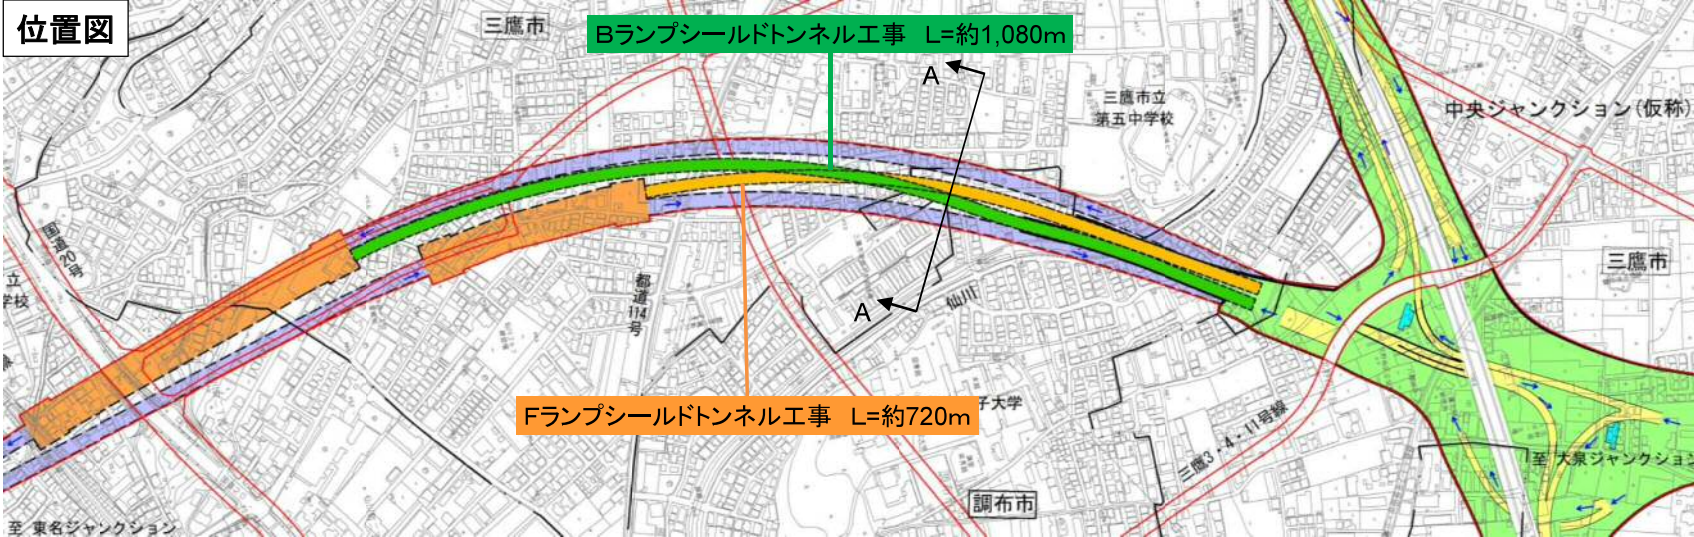 位置図
三鷹市
Bランプシールドトンネル工事 L=約1,080m
A
三鷹市立
第五中学校
中央ジャンクション(仮称)
国道20号
三鷹市
都道114号
仙川
A
立
学校
Fランプシールドトンネル工事 L=約720m
子大学
三鷹3・4・11号線
至 大泉ジャンクション
調布市
至 東名ジャンクション